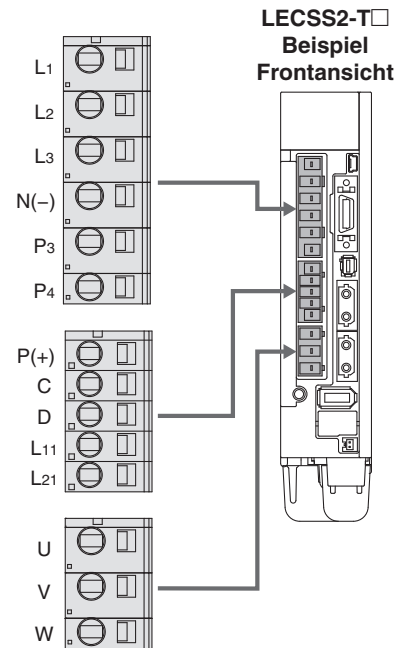 LECSS2-T□
Beispiel
Frontansicht
L1
L2
L3
N(−)
P3
P4
P(+)
C
D
L11
L21
U
V
W